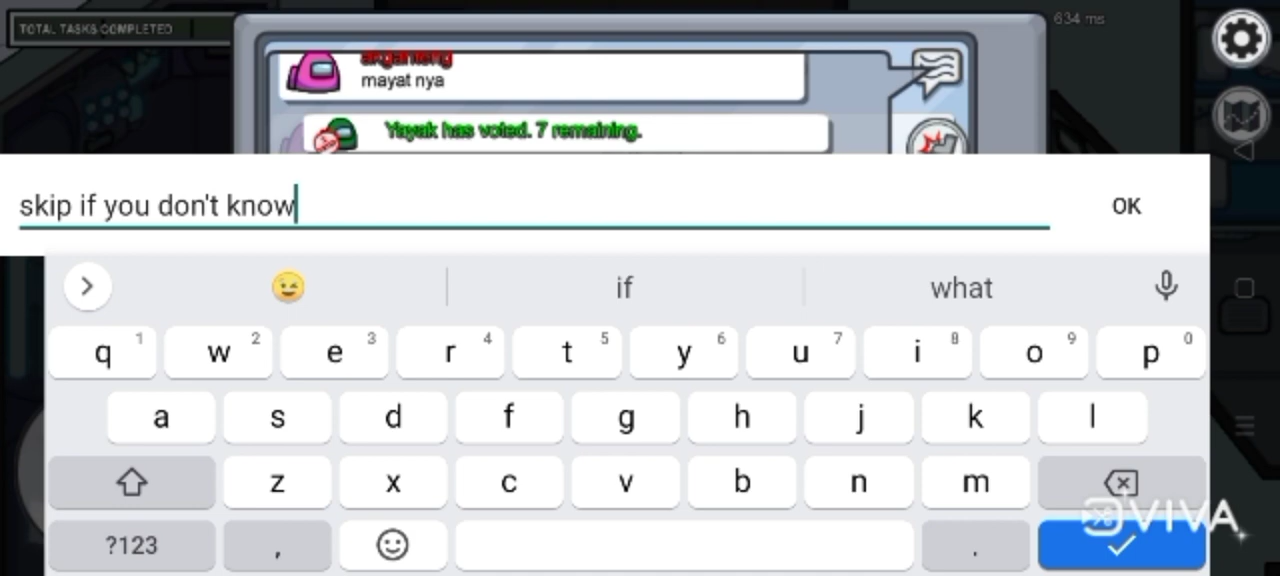 TOTAL TASKS COMPLETED
634 ms
akganteng
mayat nya
Yayak has voted. 7 remaining.
skip if you don't know
OK
if
what
q 1 w 2 e 3 r 4 t 5 y 6 u 7 i 8 o 9 p 0
a s d f g h j k l
z x c v b n m
?123 , .
VIVA